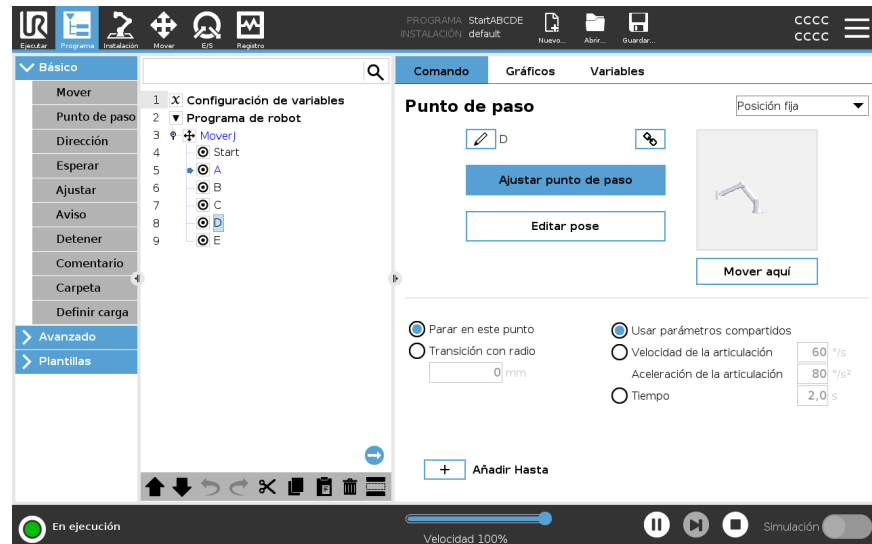 UR
PROGRAMA StartABCDE
INSTALACIÓN default
CCCC
CCCC
Ejecutar Programa Instalación Mover E/S Registro Nuevo... Abrir... Guardar...
Básico
Mover
Punto de paso
Dirección
Esperar
Ajustar
Aviso
Detener
Comentario
Carpeta
Definir carga
Avanzado
Plantillas
1 X Configuración de variables
2 Programa de robot
3 MoverJ
4 Start
5 A
6 B
7 C
8 D
9 E
Comando Gráficos Variables
Punto de paso
Posición fija
D
Ajustar punto de paso
Editar pose
Mover aquí
Parar en este punto
Transición con radio
0 mm
Usar parámetros compartidos
Velocidad de la articulación 60 °/s
Aceleración de la articulación 80 °/s²
Tiempo 2,0 s
+ Añadir Hasta
En ejecución
Velocidad 100%
Simulación